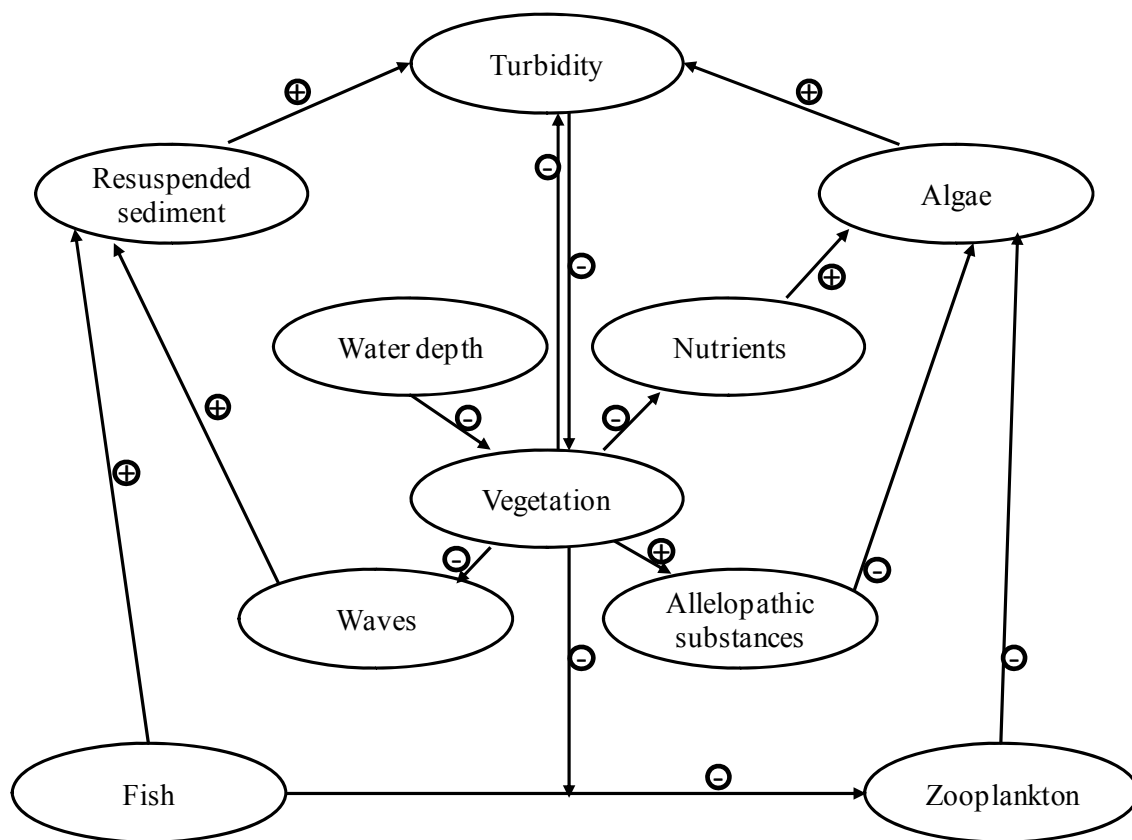 Turbidity
+
+
-
Resuspended
sediment
Algae
-
+
Water depth
Nutrients
+
-
-
+
Vegetation
-
+
Waves
Allelopathic
substances
-
-
-
Fish
-
Zooplankton